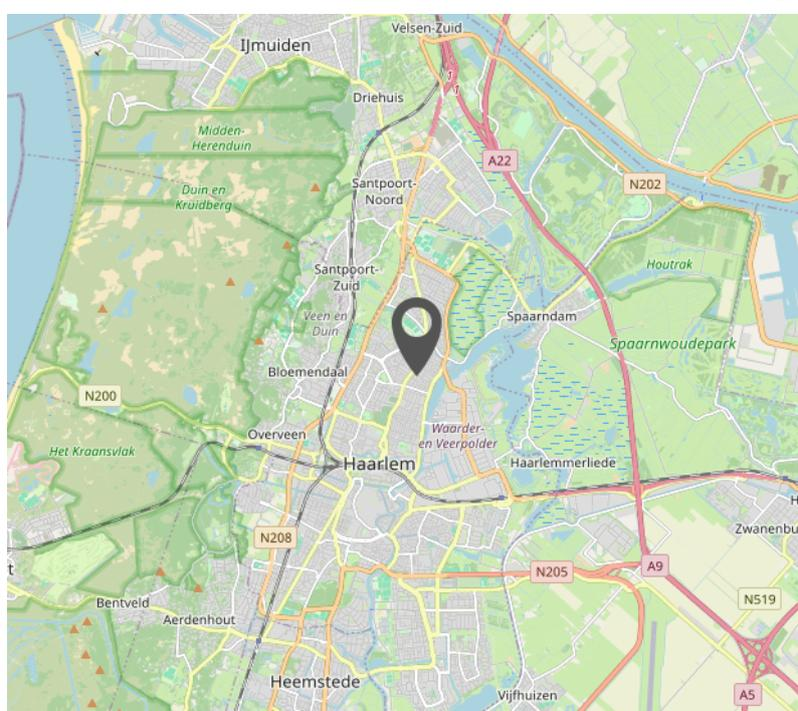 Velsen-Zuid
IJmuiden
Driehuis
Midden-
Herenduin
A22
N202
Duin en
Kruidberg
Santpoort-
Noord
Santpoort-
Zuid
Houtrak
Veen en
Duin
Spaarndam
Spaarnwoudepark
Bloemendaal
N200
Overveen
Waarder-
en Veerpolder
Het Kraansvlak
Haarlem
Haarlemmerliede
H
Zwanenbu
N208
t
N205
A9
Bentveld
N519
Aerdenhout
Heemstede
Vijfhuizen
A5